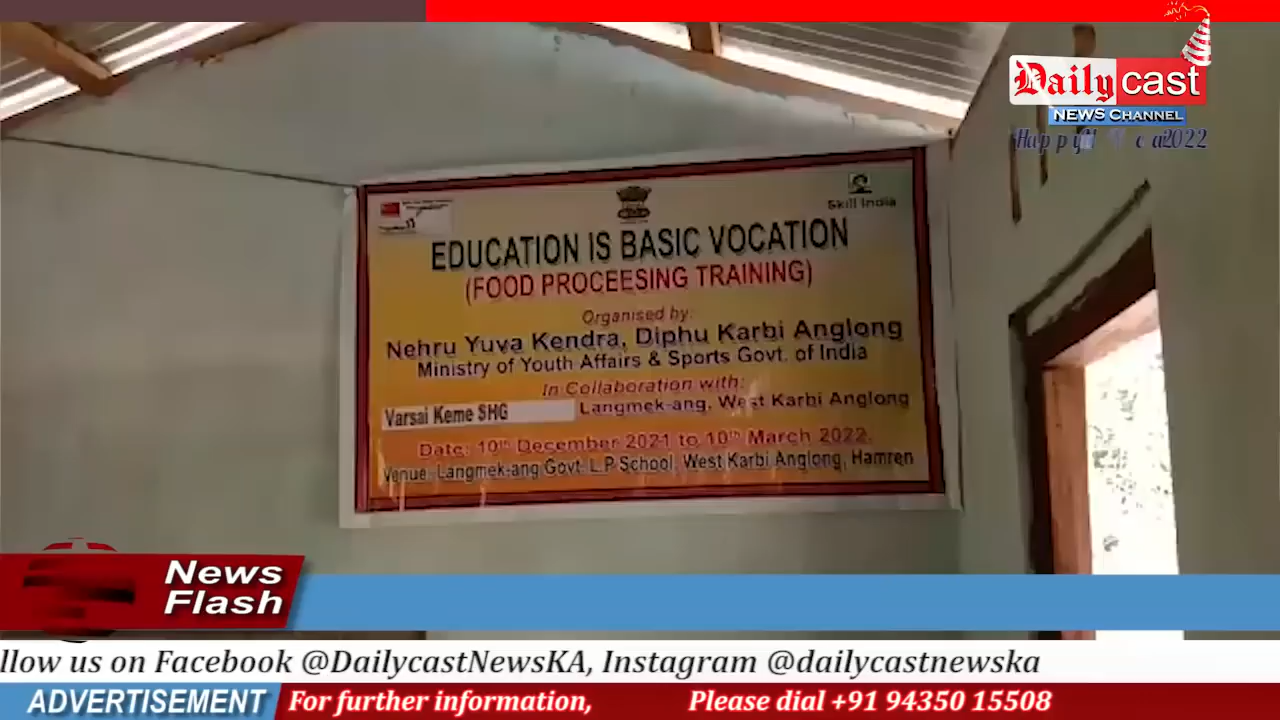 Daily cast
NEWS CHANNEL
2022
Skill India
EDUCATION IS BASIC VOCATION
(FOOD PROCEESING TRAINING)
Organised by:
Nehru Yuva Kendra, Diphu Karbi Anglong
Ministry of Youth Affairs & Sports Govt. of India
In Collaboration with:
Varsai Keme SHG Langmek-ang, West Karbi Anglong
Date: 10th December 2021 to 10th March 2022.
Venue: Langmek-ang Govt. L.P School, West Karbi Anglong, Hamren
News
Flash
llow us on Facebook @DailycastNewsKA, Instagram @dailycastnewska
ADVERTISEMENT For further information, Please dial +91 94350 15508